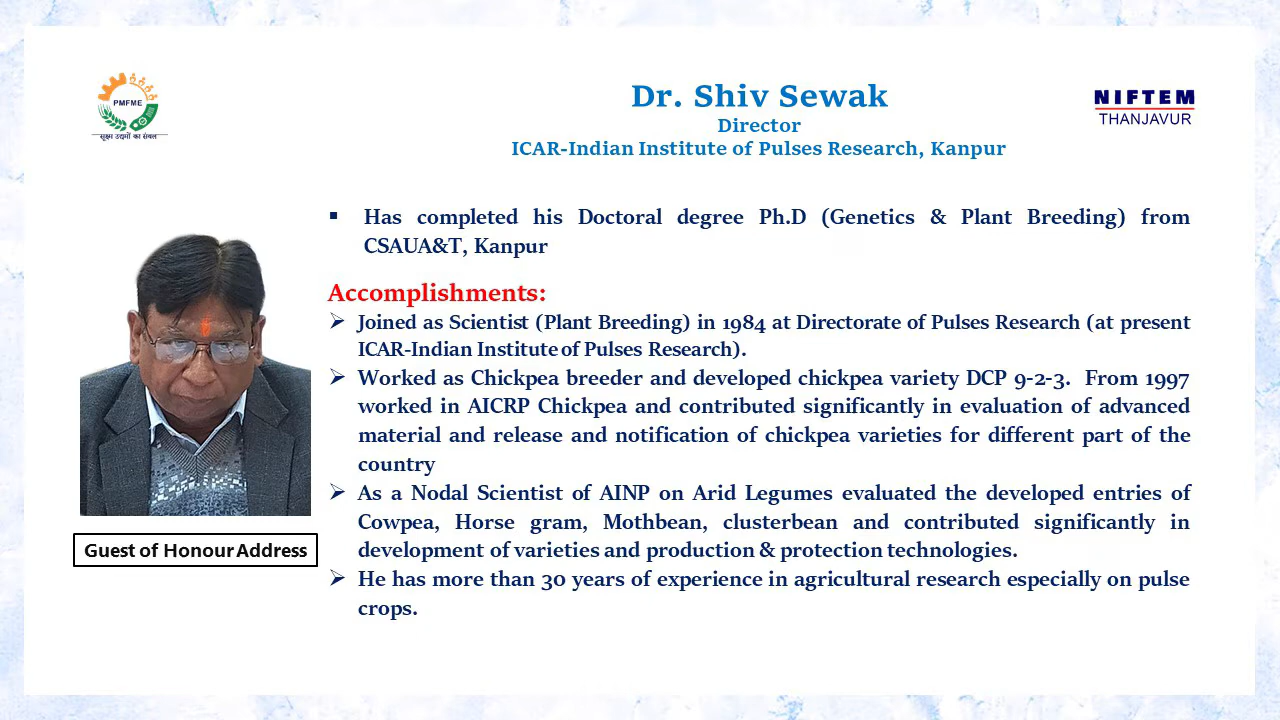 PMFME
सूक्ष्म उद्यमों का संबल
Dr. Shiv Sewak
Director
ICAR-Indian Institute of Pulses Research, Kanpur
NIFTEM
THANJAVUR
▪ Has completed his Doctoral degree Ph.D (Genetics & Plant Breeding) from
CSAUA&T, Kanpur
Accomplishments:
➢ Joined as Scientist (Plant Breeding) in 1984 at Directorate of Pulses Research (at present
ICAR-Indian Institute of Pulses Research).
➢ Worked as Chickpea breeder and developed chickpea variety DCP 9-2-3. From 1997
worked in AICRP Chickpea and contributed significantly in evaluation of advanced
material and release and notification of chickpea varieties for different part of the
country
➢ As a Nodal Scientist of AINP on Arid Legumes evaluated the developed entries of
Cowpea, Horse gram, Mothbean, clusterbean and contributed significantly in
development of varieties and production & protection technologies.
➢ He has more than 30 years of experience in agricultural research especially on pulse
crops.
Guest of Honour Address